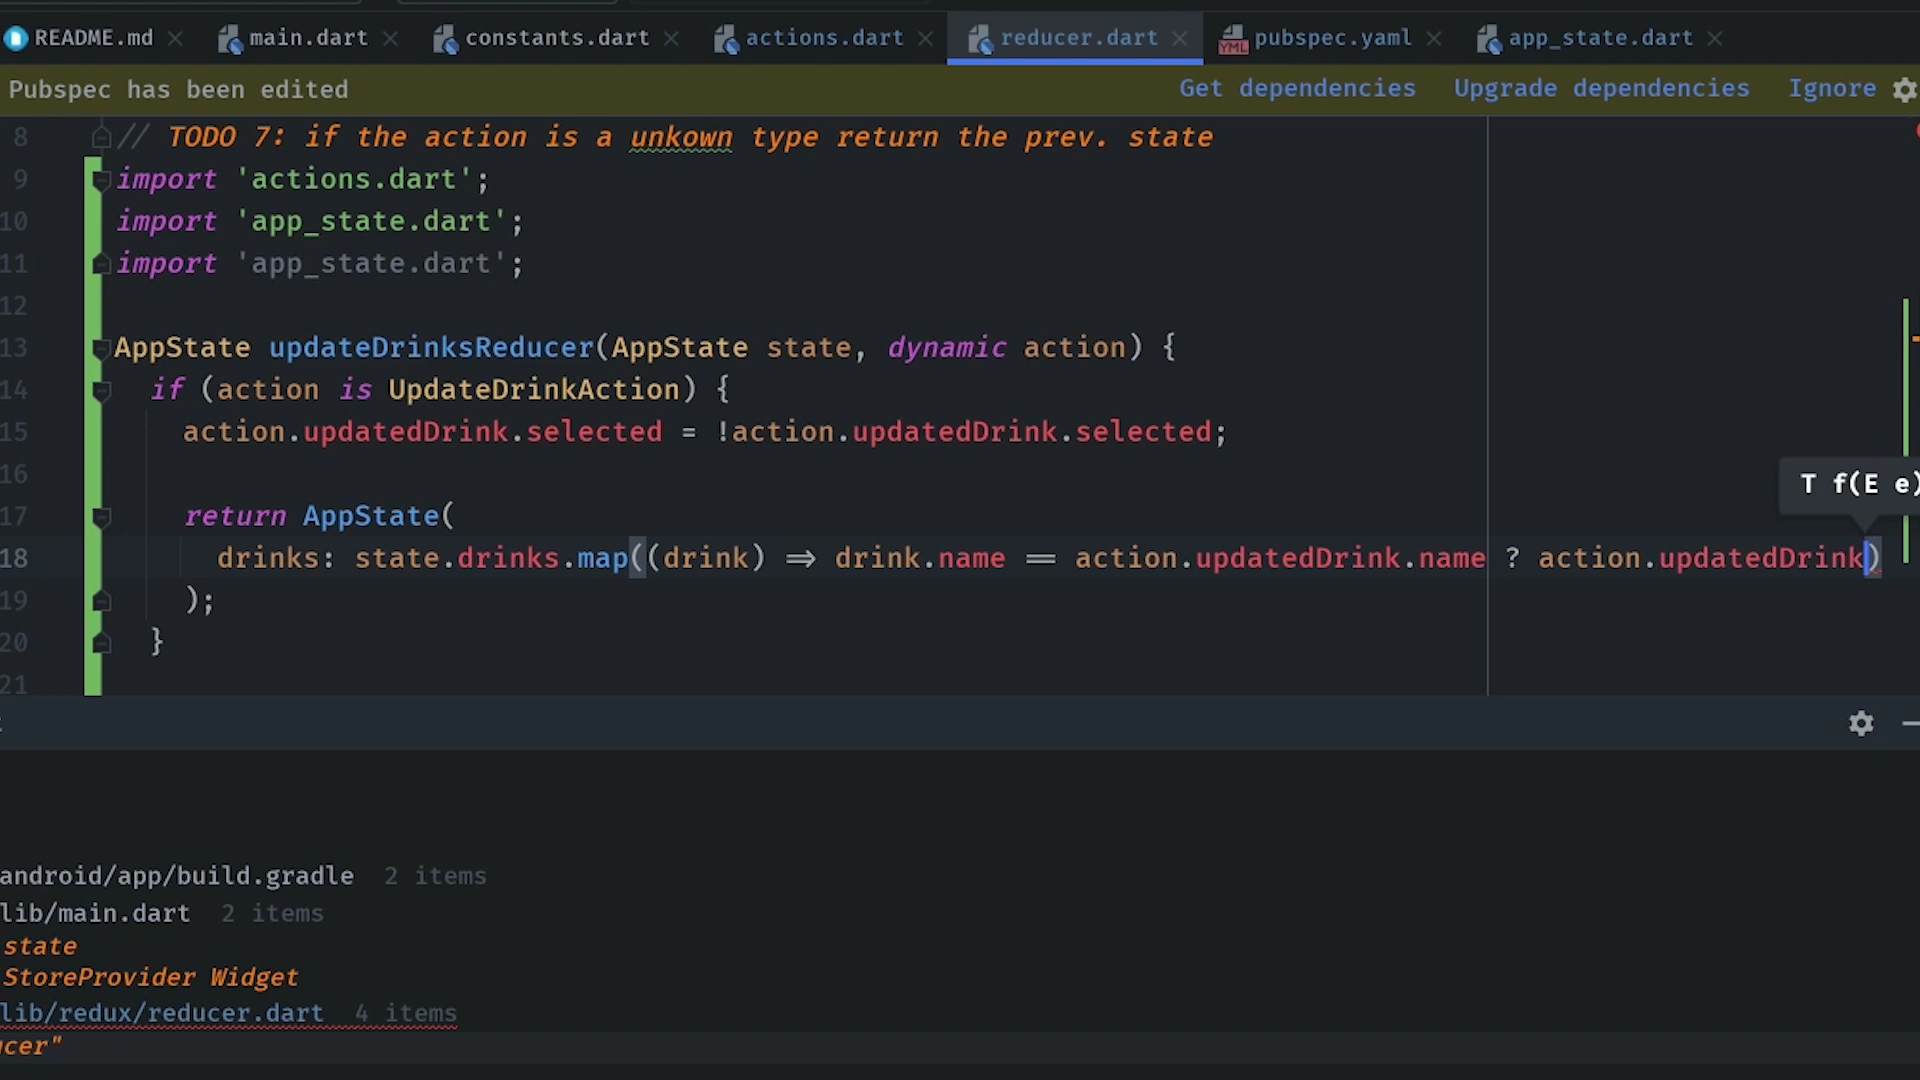 README.md main.dart constants.dart actions.dart reducer.dart pubspec.yaml app_state.dart
Pubspec has been edited Get dependencies Upgrade dependencies Ignore
8 // TODO 7: if the action is a unkown type return the prev. state
9 import 'actions.dart';
10 import 'app_state.dart';
11 import 'app_state.dart';
12
13 AppState updateDrinksReducer(AppState state, dynamic action) {
14 if (action is UpdateDrinkAction) {
15 action.updatedDrink.selected = !action.updatedDrink.selected;
16
T f(E e)
17 return AppState(
18 drinks: state.drinks.map((drink) => drink.name == action.updatedDrink.name ? action.updatedDrink)
19 );
20 }
21
android/app/build.gradle 2 items
lib/main.dart 2 items
state
StoreProvider Widget
lib/redux/reducer.dart 4 items
cer"